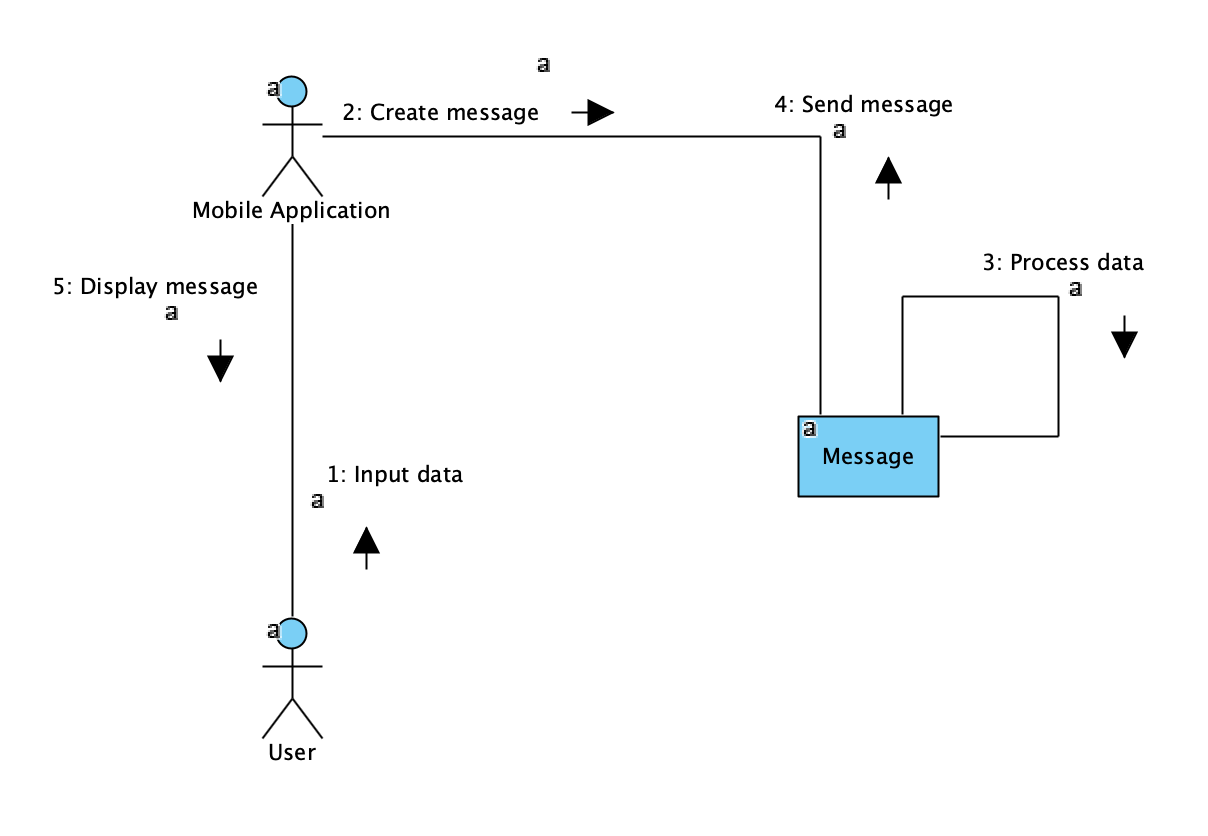 a
a
2: Create message
4: Send message
a
Mobile Application
3: Process data
a
5: Display message
a
a
Message
1: Input data
a
a
User